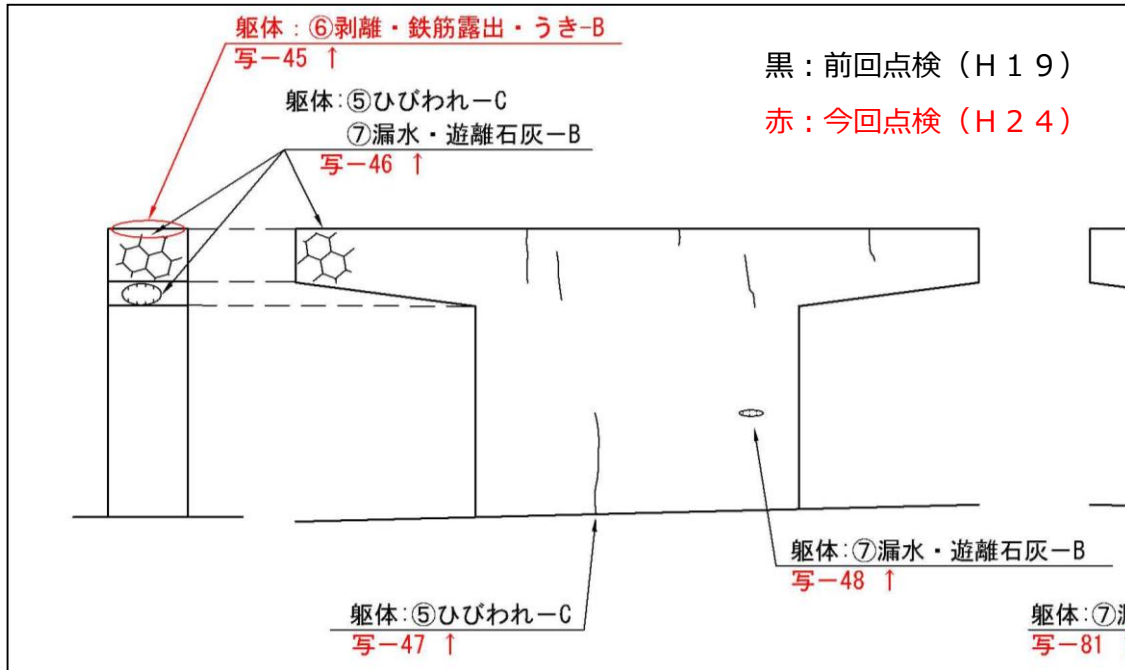 躯体：⑥剥離・鉄筋露出・うき-B
写－45 ↑
黒：前回点検（Ｈ１９）
赤：今回点検（Ｈ２４）
躯体:⑤ひびわれ－C
⑦漏水・遊離石灰－B
写－46 ↑
躯体:⑦漏水・遊離石灰－B
写－48 ↑
躯体:⑤ひびわれ－C
写－47 ↑
躯体:⑦
写－81